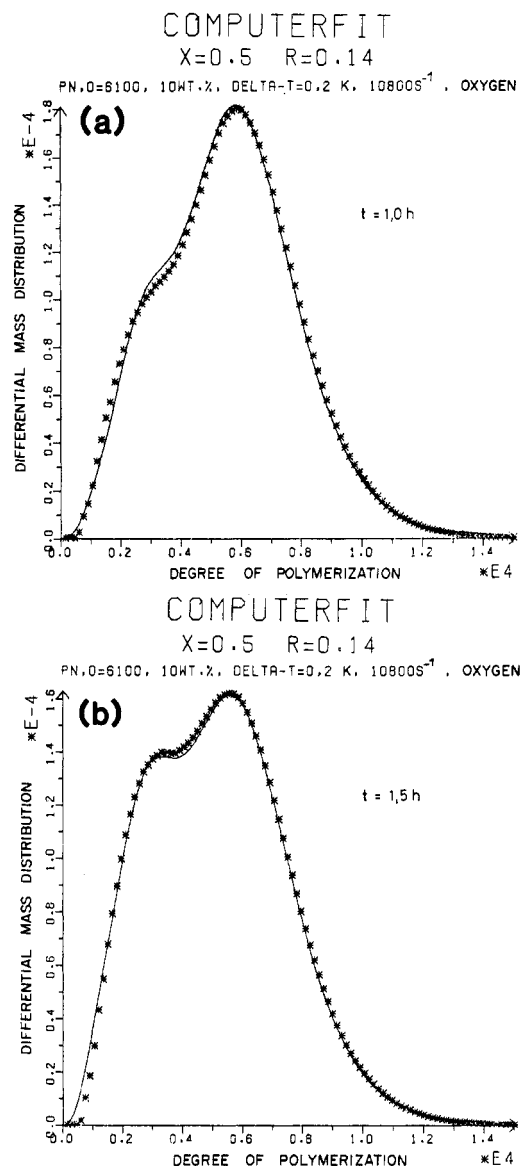 COMPUTERFIT
X=0.5 R=0.14
PN,0=6100, 10WT.%, DELTA-T=0.2 K, 10800S⁻¹, OXYGEN
(a)
*E-4
DIFFERENTIAL MASS DISTRIBUTION
1.8
1.6
1.4
1.2
1.0
0.8
0.6
0.4
0.2
0
t = 1,0 h
0.0 0.2 0.4 0.6 0.8 1.0 1.2 1.4
DEGREE OF POLYMERIZATION *E4
COMPUTERFIT
X=0.5 R=0.14
PN,0=6100, 10WT.%, DELTA-T=0.2 K, 10800S⁻¹, OXYGEN
(b)
*E-4
DIFFERENTIAL MASS DISTRIBUTION
1.6
1.4
1.2
1.0
0.8
0.6
0.4
0.2
0
t = 1,5 h
0.0 0.2 0.4 0.6 0.8 1.0 1.2 1.4
DEGREE OF POLYMERIZATION *E4